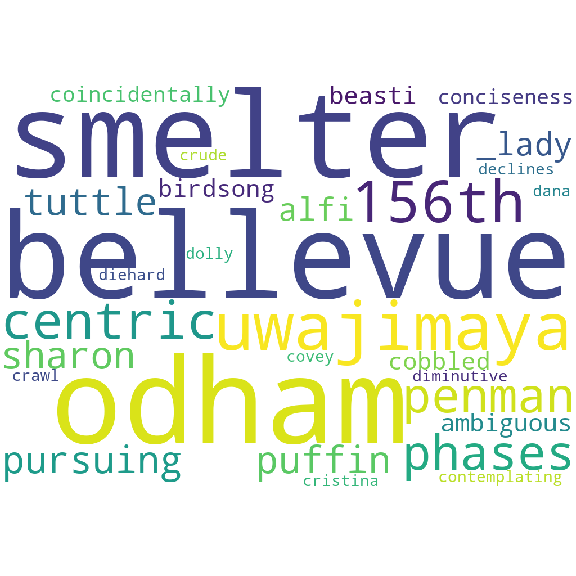 coincidentally
beasti
conciseness
smelter
_lady
crude
declines
birdsong
dana
tuttle
alfi
156th
bellevue
dolly
diehard
centric
uwajimaya
sharon
covey
cobbled
crawl
diminutive
odham
penman
ambiguous
pursuing
puffin
phases
cristina
contemplating